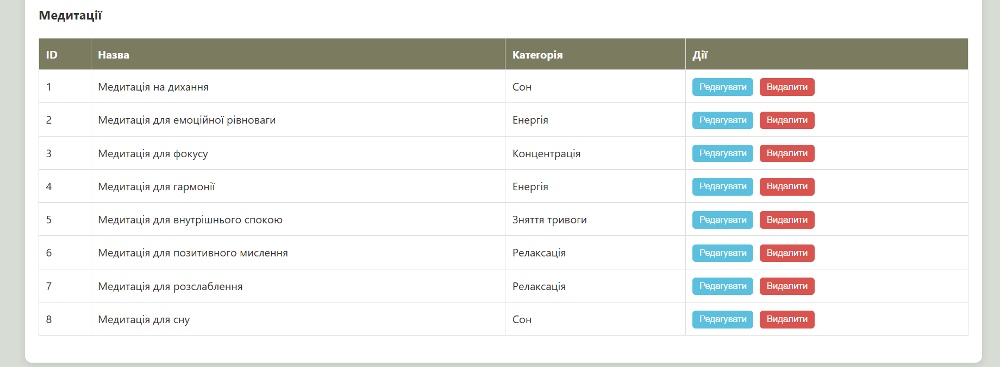 Медитації
ID Назва Категорія Дії
1 Медитація на дихання Сон Редагувати Видалити
2 Медитація для емоційної рівноваги Енергія Редагувати Видалити
3 Медитація для фокусу Концентрація Редагувати Видалити
4 Медитація для гармонії Енергія Редагувати Видалити
5 Медитація для внутрішнього спокою Зняття тривоги Редагувати Видалити
6 Медитація для позитивного мислення Релаксація Редагувати Видалити
7 Медитація для розслаблення Релаксація Редагувати Видалити
8 Медитація для сну Сон Редагувати Видалити